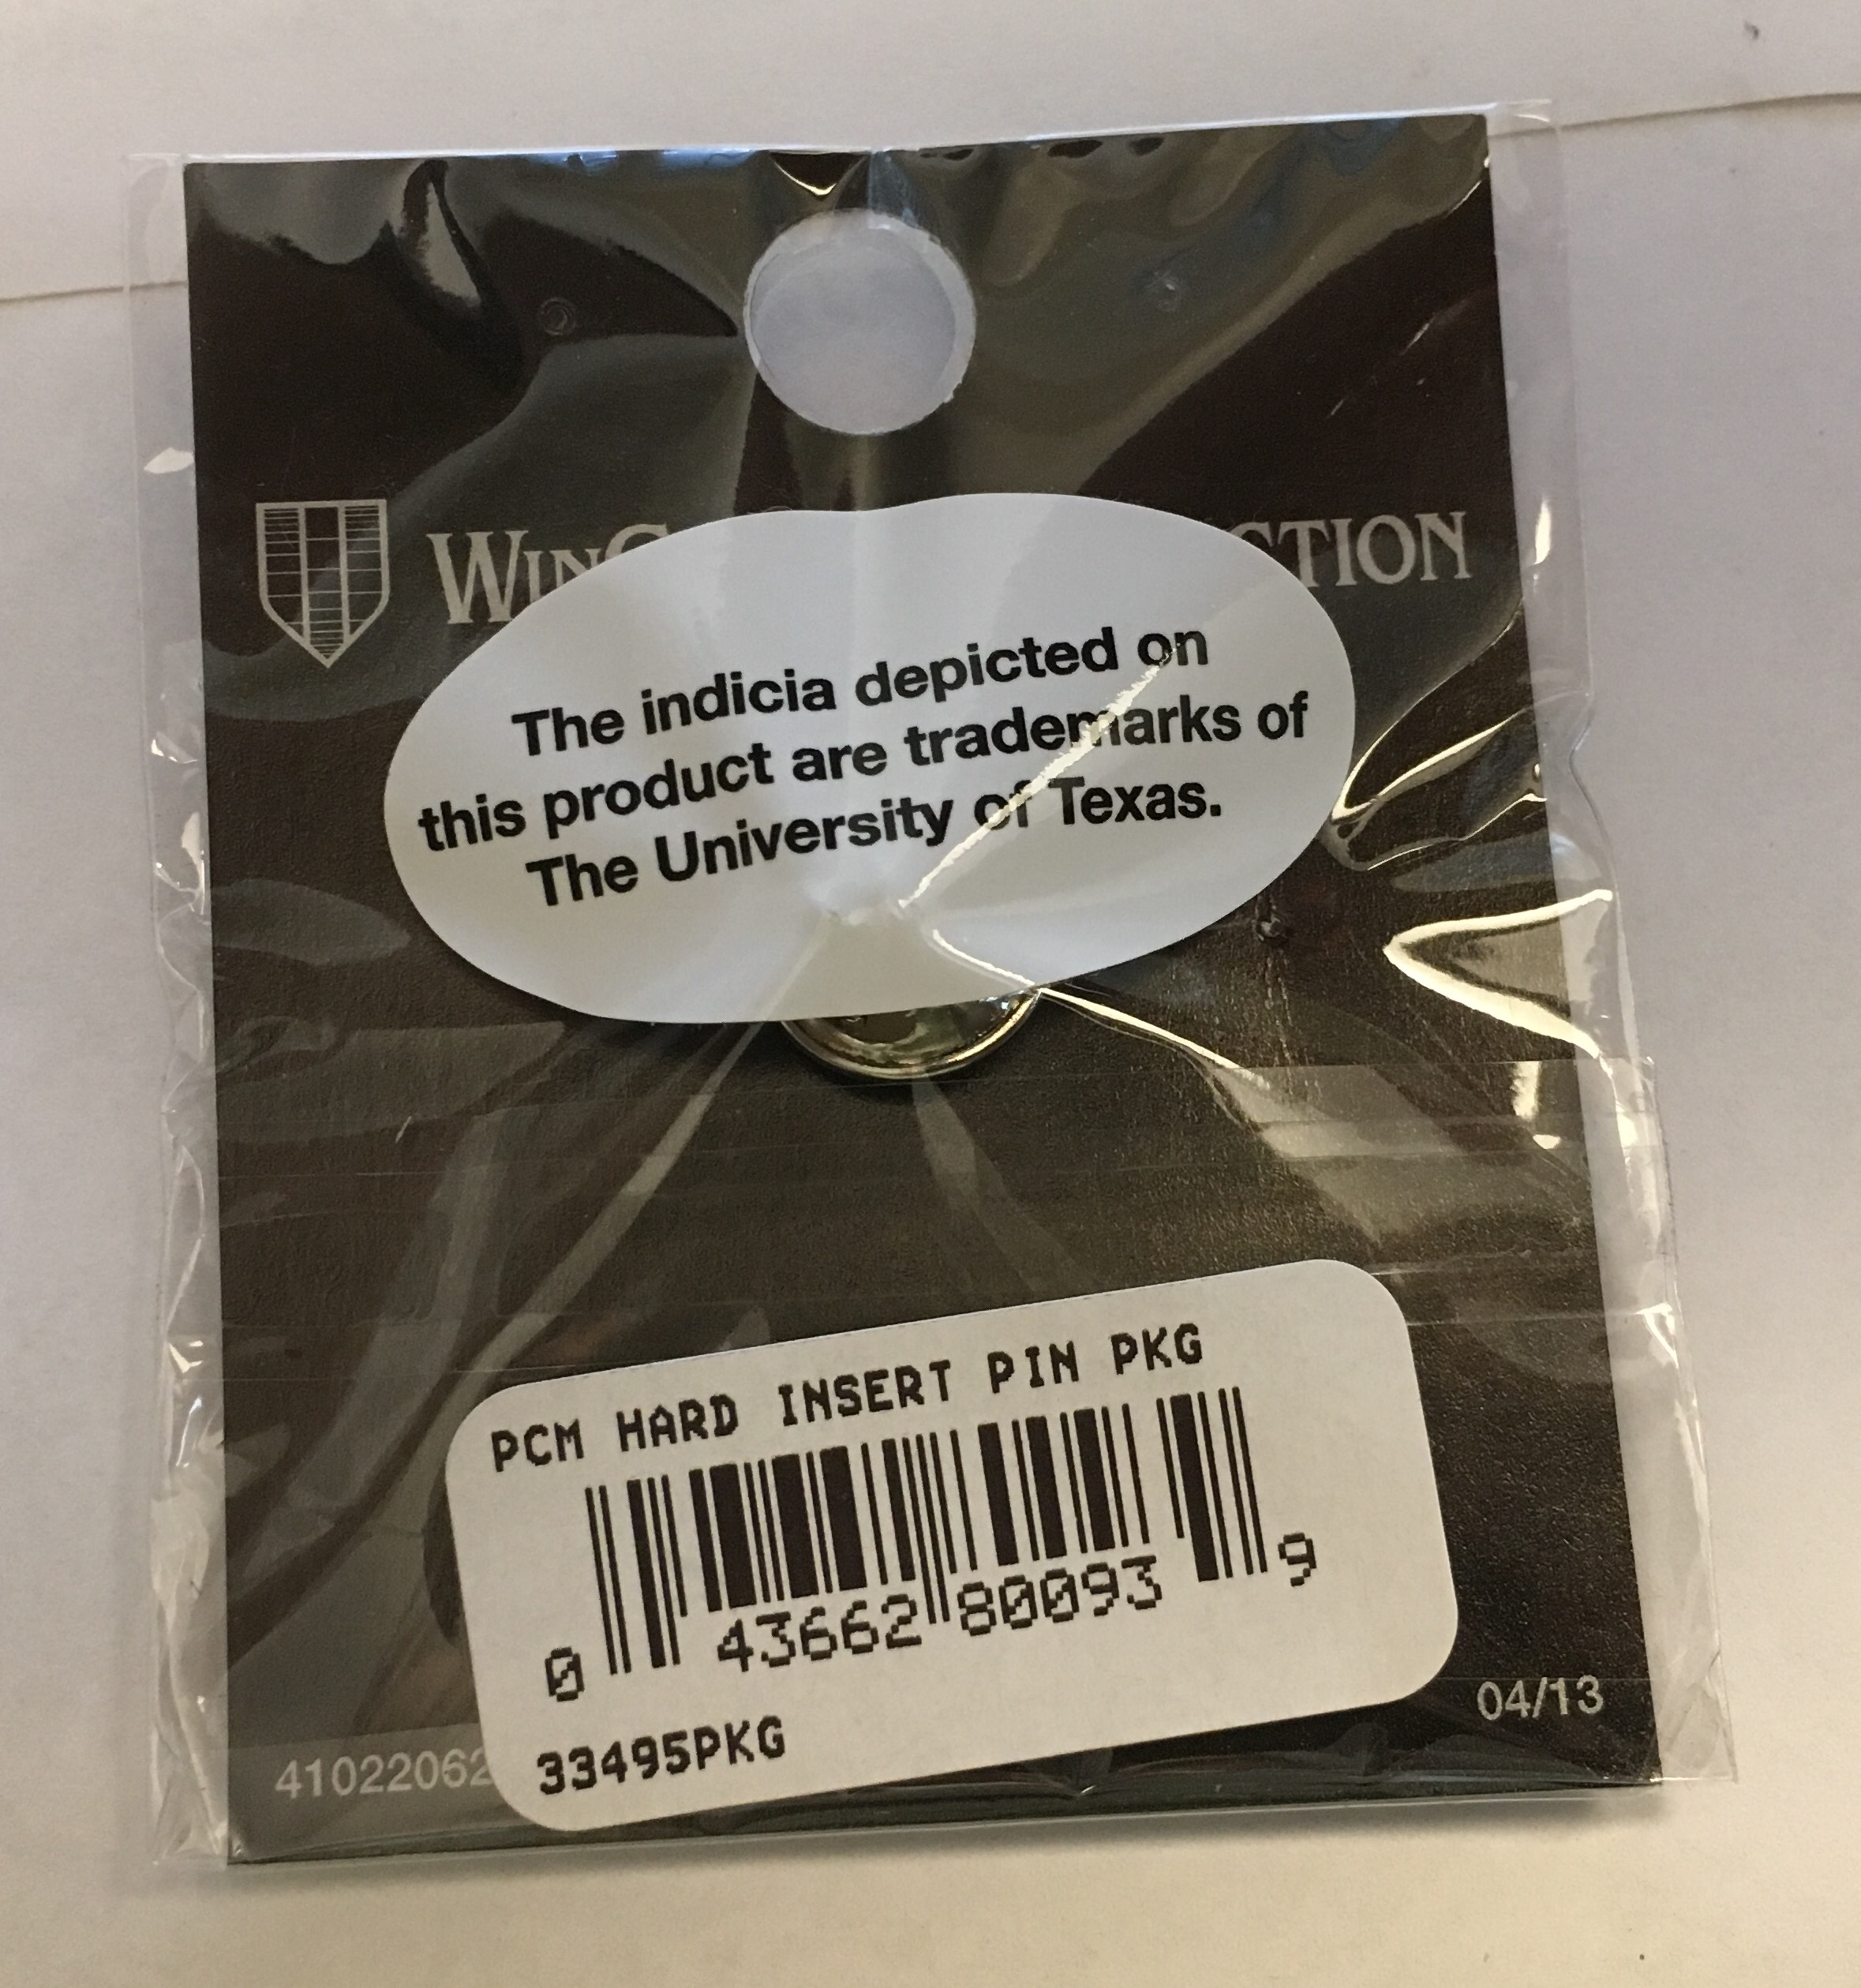 The indicia depicted on
this product are trademarks of
The University of Texas.
PCM HARD INSERT PIN PKG
0 43662 80093 9
33495PKG
04/13